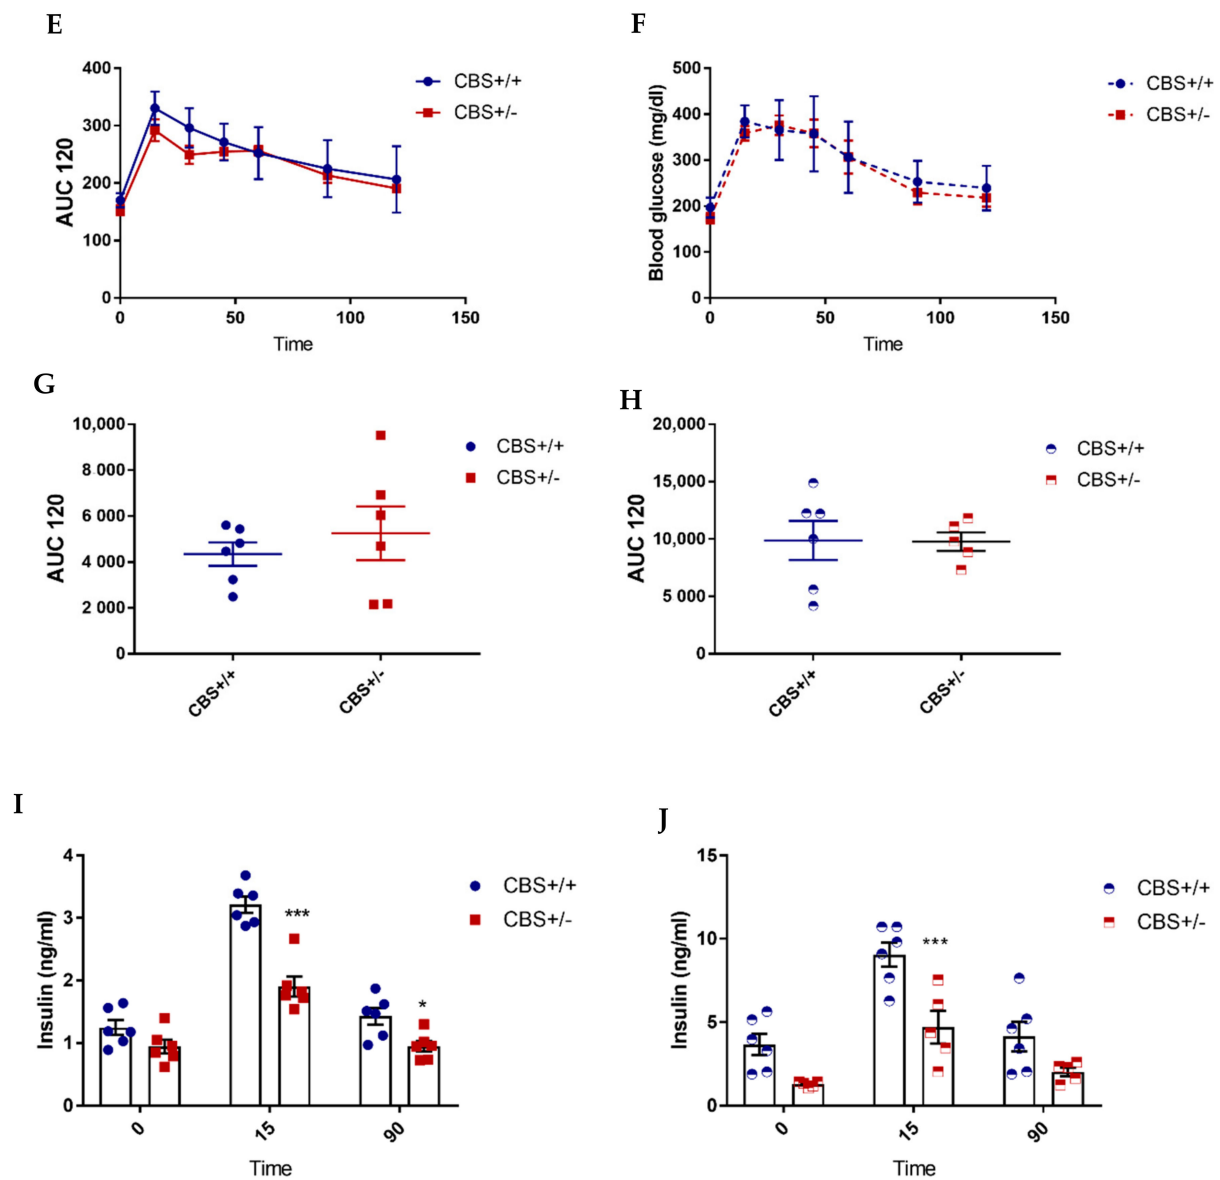 E
400
300
200
100
0
AUC 120
0 50 100 150
Time
CBS+/+
CBS+/-
F
500
400
300
200
100
0
Blood glucose (mg/dl)
0 50 100 150
Time
CBS+/+
CBS+/-
G
10,000
8 000
6 000
4 000
2 000
0
AUC 120
CBS+/+ CBS+/-
CBS+/+
CBS+/-
H
20,000
15,000
10,000
5 000
0
AUC 120
CBS+/+ CBS+/-
CBS+/+
CBS+/-
I
4
3
2
1
0
Insulin (ng/ml)
***
*
0 15 90
Time
CBS+/+
CBS+/-
J
15
10
5
0
Insulin (ng/ml)
***
0 15 90
Time
CBS+/+
CBS+/-